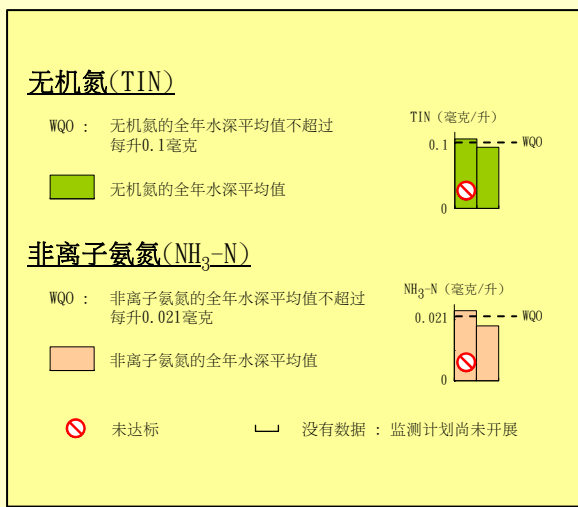 无机氮(TIN)
WQO : 无机氮的全年水深平均值不超过
每升0.1毫克
无机氮的全年水深平均值
TIN (毫克/升)
0.1
WQO
0
非离子氨氮(NH₃-N)
WQO : 非离子氨氮的全年水深平均值不超过
每升0.021毫克
非离子氨氮的全年水深平均值
NH₃-N (毫克/升)
0.021
WQO
0
未达标
没有数据 : 监测计划尚未开展